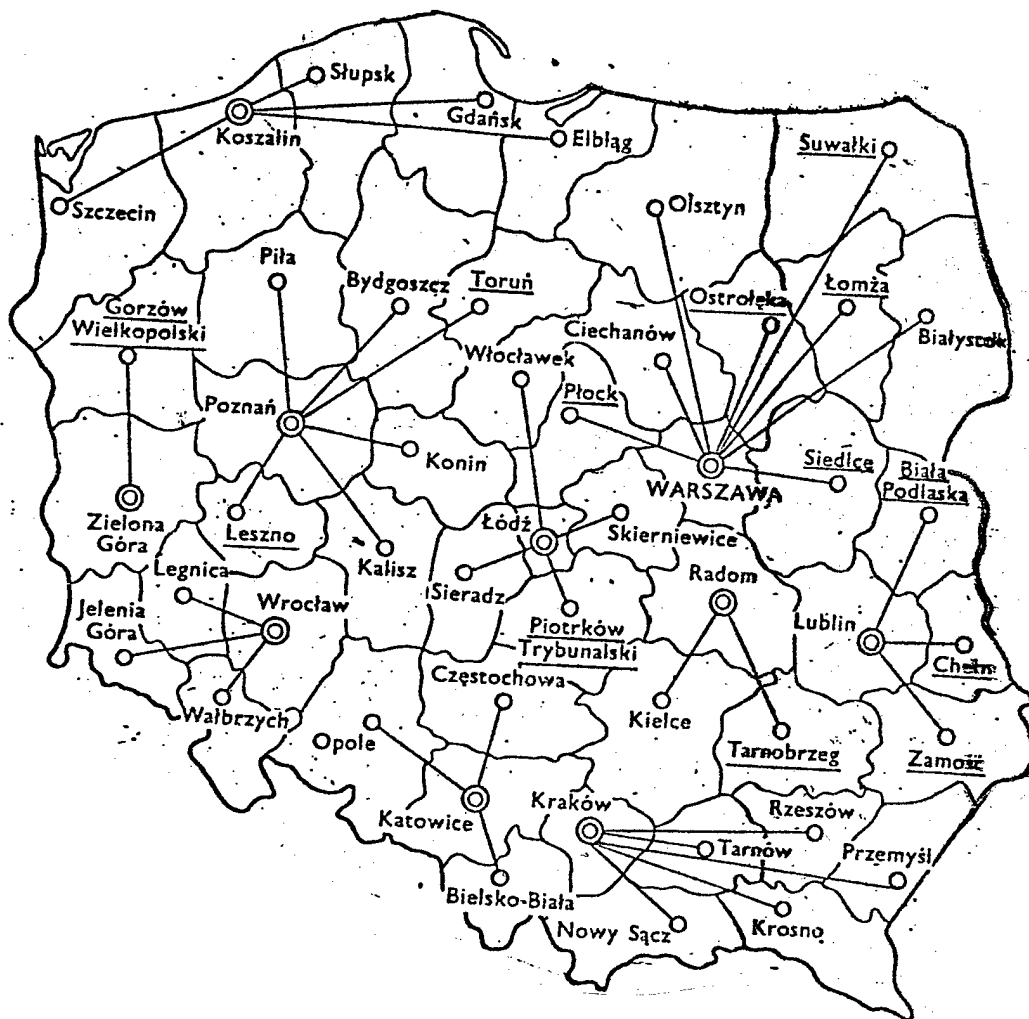 Słupsk
Gdańsk
Koszalin
Elbląg
Suwałki
Szczecin
Olsztyn
Piła
Bydgoszcz
Toruń
Ostrołęka
Łomża
Gorzów
Wielkopolski
Ciechanów
Białystok
Włocławek
Płock
Poznań
Konin
Siedlce
Biała
Podlaska
WARSZAWA
Zielona
Góra
Leszno
Łódź
Skierniewice
Kalisz
Legnica
Sieradz
Radom
Jelenia
Góra
Wrocław
Piotrków
Trybunalski
Lublin
Chełm
Częstochowa
Wałbrzych
Kielce
Opole
Tarnobrzeg
Zamość
Katowice
Kraków
Rzeszów
Tarnów
Przemyśl
Bielsko-Biała
Nowy Sącz
Krosno